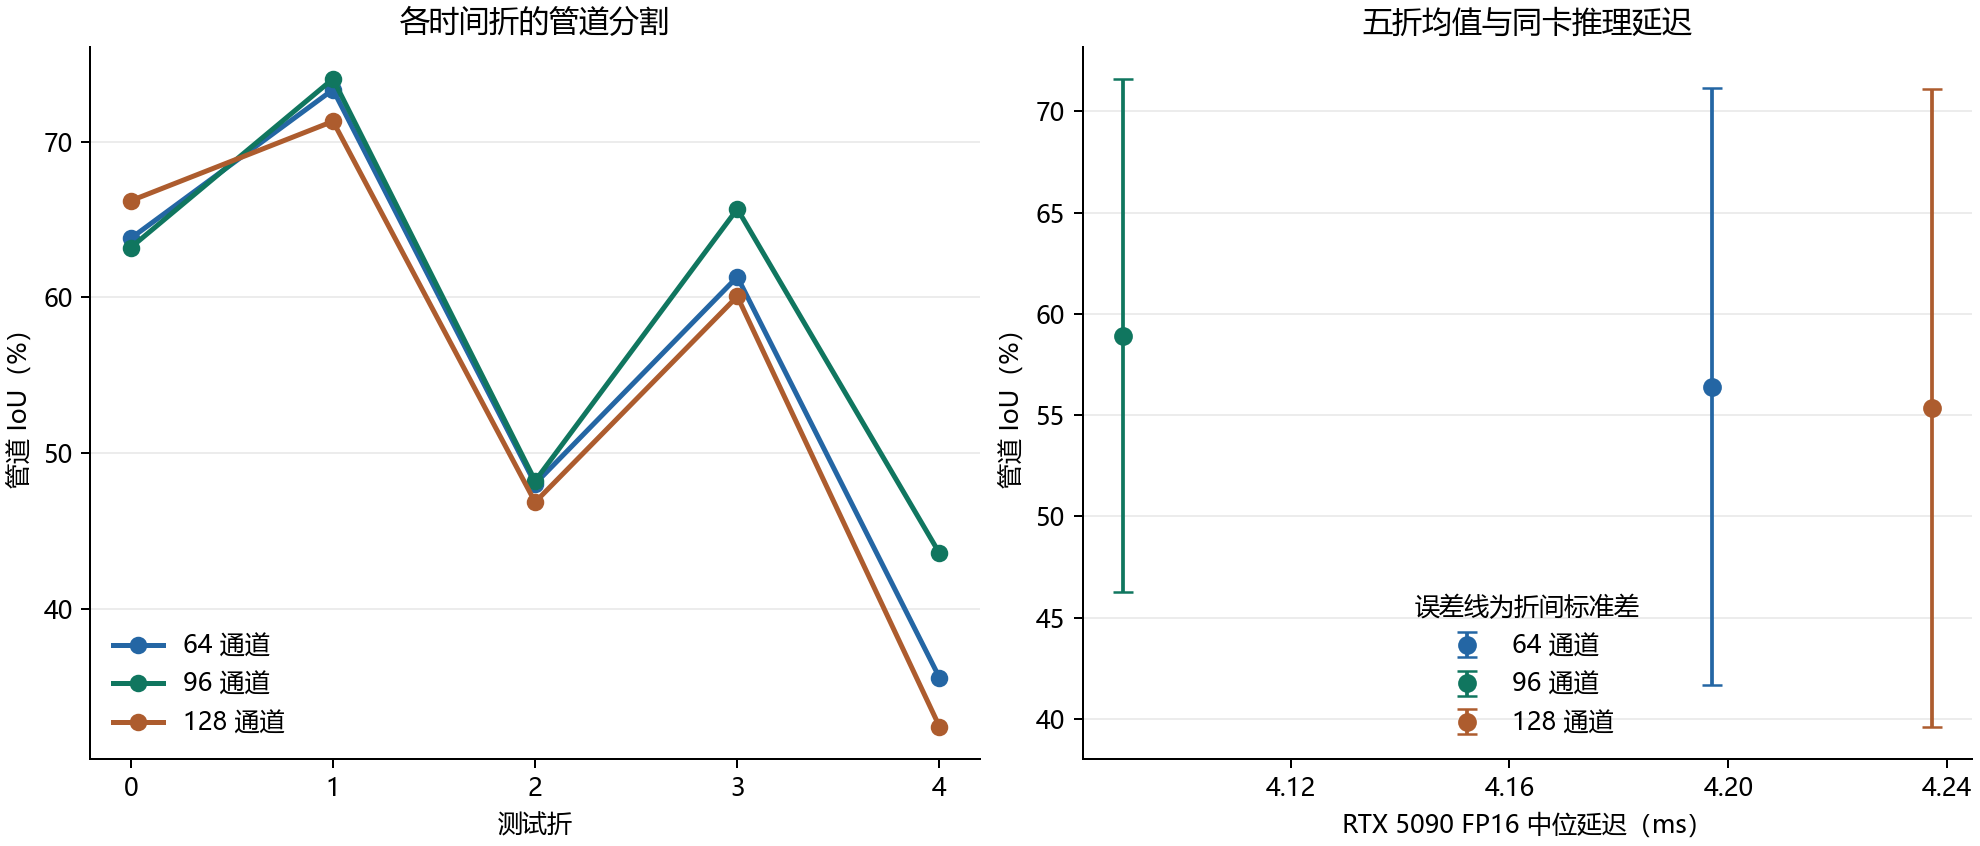 各时间折的管道分割
管道 IoU（%）
70
60
50
40
64 通道
96 通道
128 通道
0 1 2 3 4
测试折
五折均值与同卡推理延迟
管道 IoU（%）
70
65
60
55
50
45
40
误差线为折间标准差
64 通道
96 通道
128 通道
4.12 4.16 4.20 4.24
RTX 5090 FP16 中位延迟（ms）